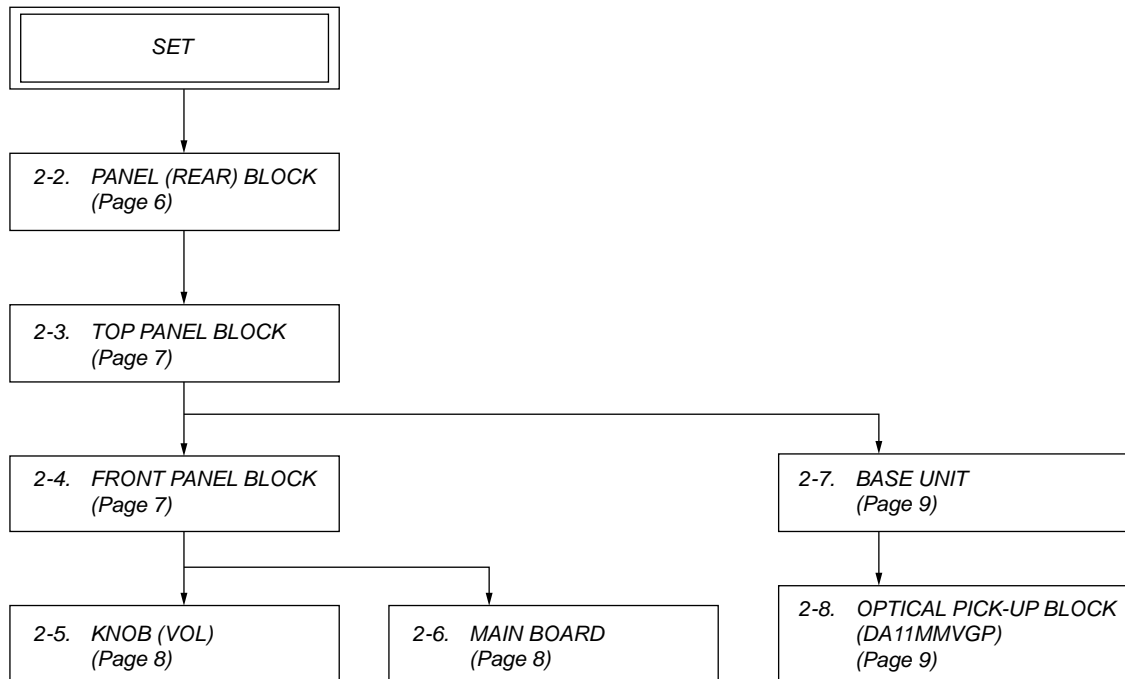 SET
2-2. PANEL (REAR) BLOCK
(Page 6)
2-3. TOP PANEL BLOCK
(Page 7)
2-4. FRONT PANEL BLOCK
(Page 7)
2-7. BASE UNIT
(Page 9)
2-5. KNOB (VOL)
(Page 8)
2-6. MAIN BOARD
(Page 8)
2-8. OPTICAL PICK-UP BLOCK
(DA11MMVGP)
(Page 9)